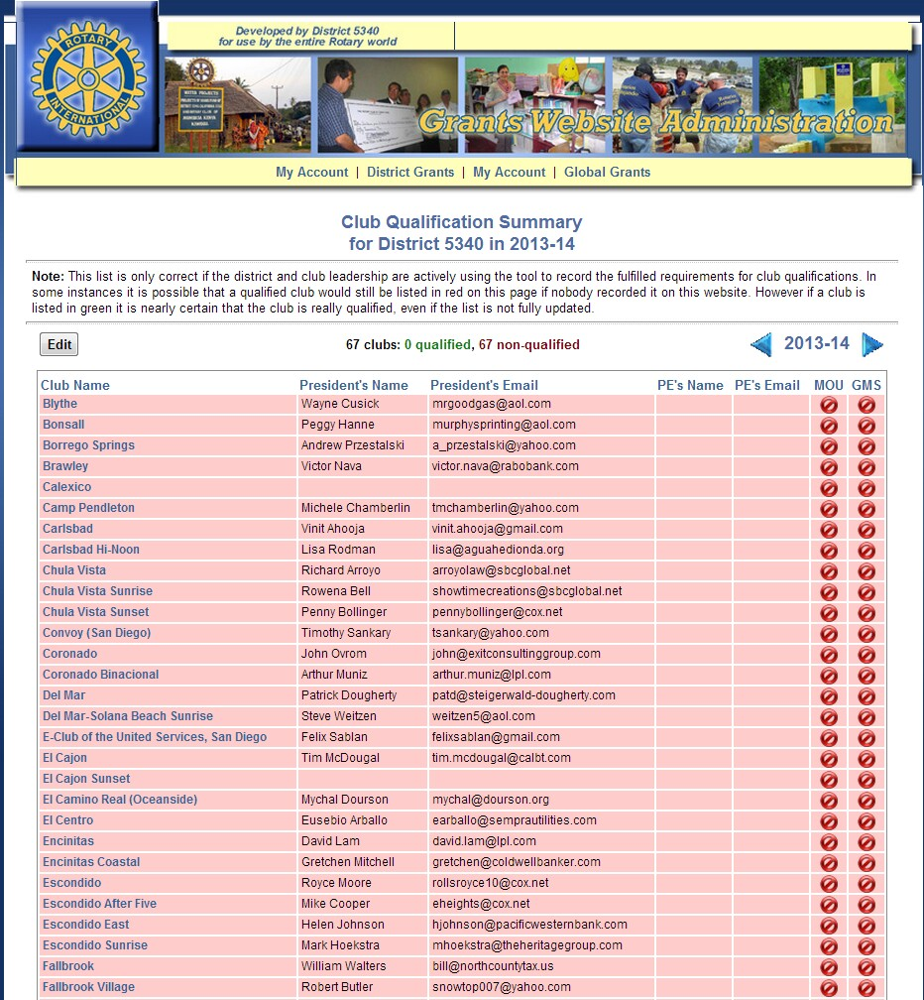 ROTARY
INTERNATIONAL
Developed by District 5340
for use by the entire Rotary world
Grants Website Administration
My Account | District Grants | My Account | Global Grants
Club Qualification Summary
for District 5340 in 2013-14
Note: This list is only correct if the district and club leadership are actively using the tool to record the fulfilled requirements for club qualifications. In
some instances it is possible that a qualified club would still be listed in red on this page if nobody recorded it on this website. However if a club is
listed in green it is nearly certain that the club is really qualified, even if the list is not fully updated.
Edit 67 clubs: 0 qualified, 67 non-qualified 2013-14
Club Name President's Name President's Email PE's Name PE's Email MOU GMS
Blythe Wayne Cusick mrgoodgas@aol.com
Bonsall Peggy Hanne murphysprinting@aol.com
Borrego Springs Andrew Przestalski a_przestalski@yahoo.com
Brawley Victor Nava victor.nava@rabobank.com
Calexico
Camp Pendleton Michele Chamberlin tmchamberlin@yahoo.com
Carlsbad Vinit Ahooja vinit.ahooja@gmail.com
Carlsbad Hi-Noon Lisa Rodman lisa@aguahedionda.org
Chula Vista Richard Arroyo arroyolaw@sbcglobal.net
Chula Vista Sunrise Rowena Bell showtimecreations@sbcglobal.net
Chula Vista Sunset Penny Bollinger pennybollinger@cox.net
Convoy (San Diego) Timothy Sankary tsankary@yahoo.com
Coronado John Ovrom john@exitconsultinggroup.com
Coronado Binacional Arthur Muniz arthur.muniz@lpl.com
Del Mar Patrick Dougherty patd@steigerwald-dougherty.com
Del Mar-Solana Beach Sunrise Steve Weitzen weitzen5@aol.com
E-Club of the United Services, San Diego Felix Sablan felixsablan@gmail.com
El Cajon Tim McDougal tim.mcdougal@calbt.com
El Cajon Sunset
El Camino Real (Oceanside) Mychal Dourson mychal@dourson.org
El Centro Eusebio Arballo earballo@semprautilities.com
Encinitas David Lam david.lam@lpl.com
Encinitas Coastal Gretchen Mitchell gretchen@coldwellbanker.com
Escondido Royce Moore rollsroyce10@cox.net
Escondido After Five Mike Cooper eheights@cox.net
Escondido East Helen Johnson hjohnson@pacificwesternbank.com
Escondido Sunrise Mark Hoekstra mhoekstra@theheritagegroup.com
Fallbrook William Walters bill@northcountytax.us
Fallbrook Village Robert Butler snowtop007@yahoo.com